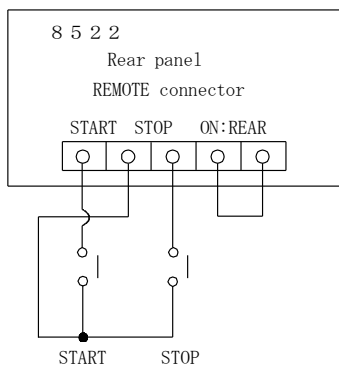 ８５２２
Rear panel
REMOTE connector
START STOP ON:REAR
START STOP